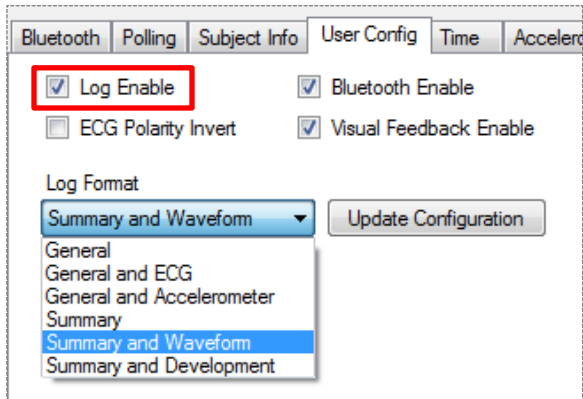 Bluetooth Polling Subject Info User Config Time Accelero
Log Enable Bluetooth Enable
ECG Polarity Invert Visual Feedback Enable
Log Format
Summary and Waveform Update Configuration
General
General and ECG
General and Accelerometer
Summary
Summary and Waveform
Summary and Development